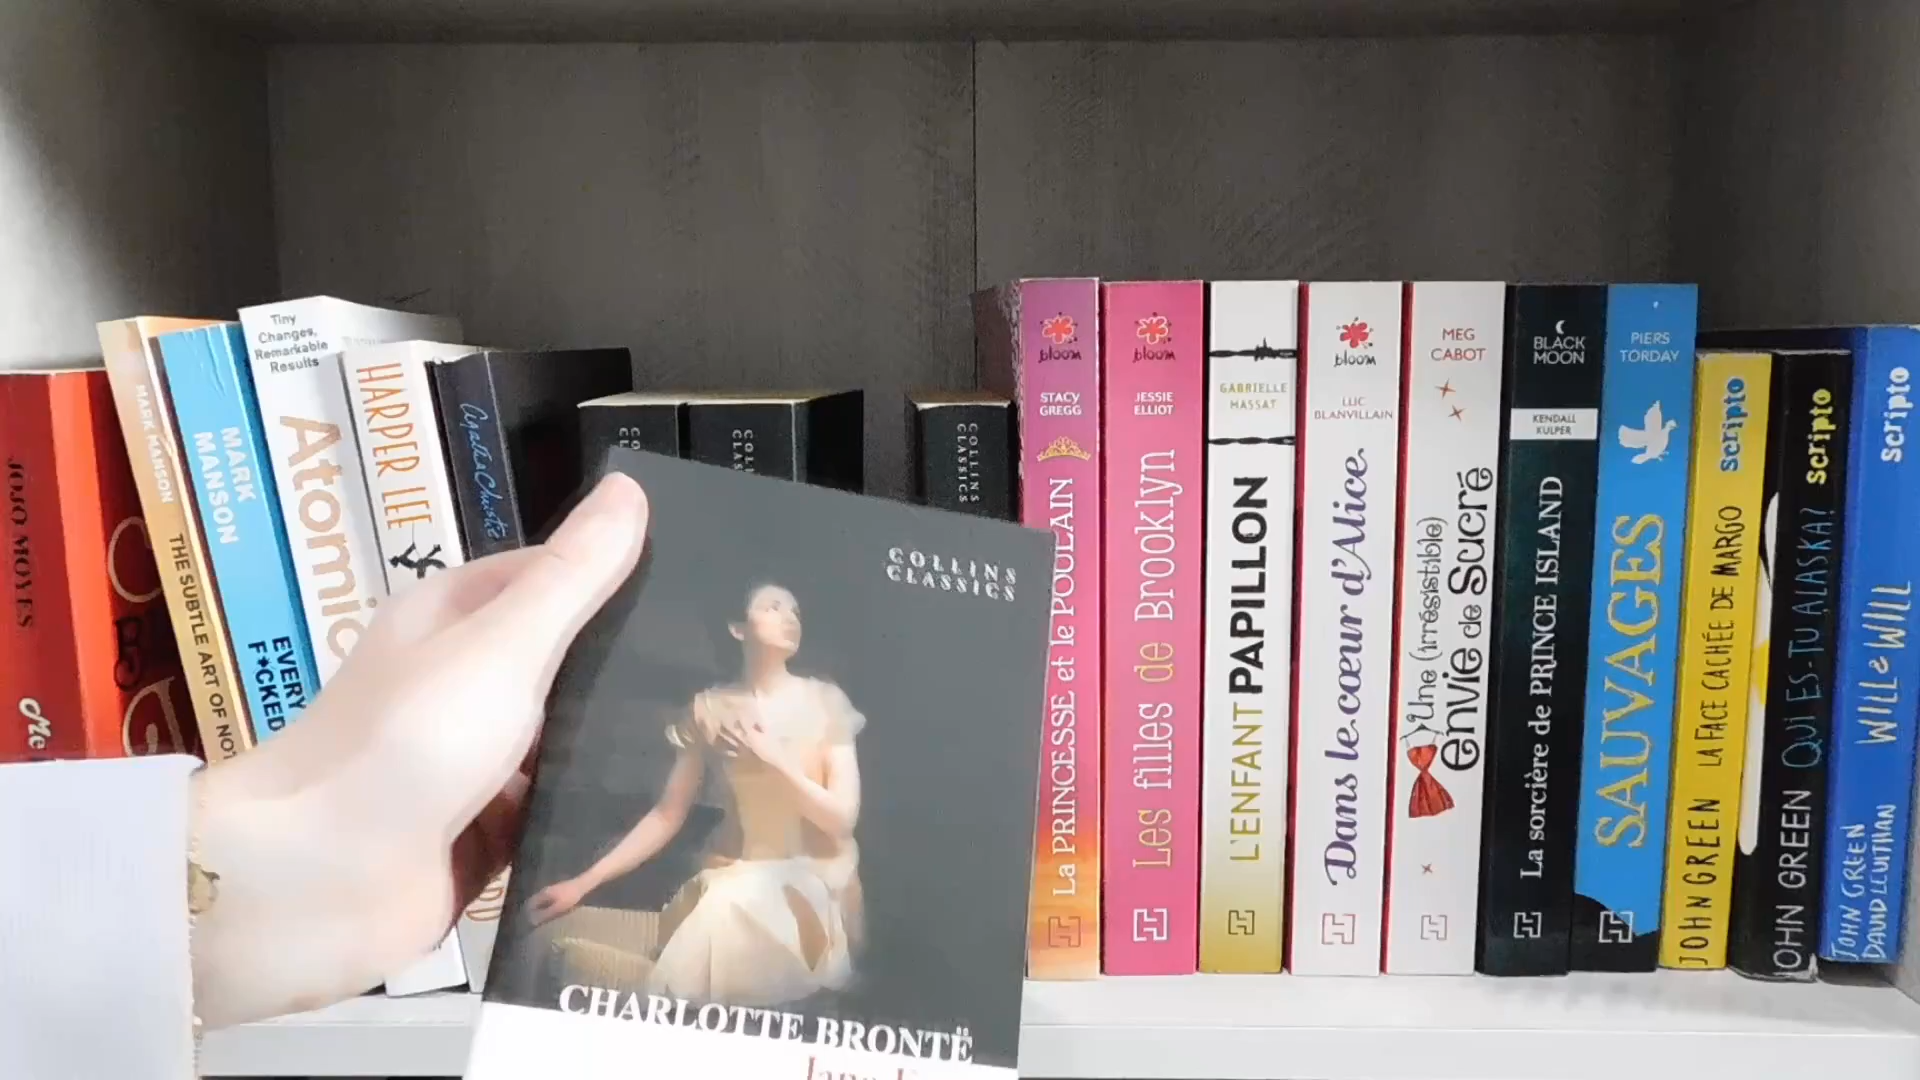 JOJO MOYES
Me
MARK MANSON THE SUBTLE ART OF NOT
MARK
MANSON
EVERY
F*CKED
Tiny
Changes,
Remarkable
Results
Atomic
HARPER LEE
Agatha Christie
COLLINS
CLASSICS
COLLINS
CLASSICS
CHARLOTTE BRONTË
bloom
STACY
GREGG
La PRINCESSE et le POULAIN
bloom
JESSIE
ELLIOT
Les filles de Brooklyn
GABRIELLE
MASSAT
L'ENFANT PAPILLON
bloom
LUC
BLANVILLAIN
Dans le cœur d'Alice
MEG
CABOT
Une (irrésistible)
envie de Sucré
BLACK
MOON
KENDALL
KULPER
La sorcière de PRINCE ISLAND
PIERS
TORDAY
SAUVAGES
scripto
JOHN GREEN LA FACE CACHÉE DE MARGO
scripto
JOHN GREEN QUI ES-TU ALASKA?
scripto
JOHN GREEN
DAVID LEVITHAN
WILL & WILL